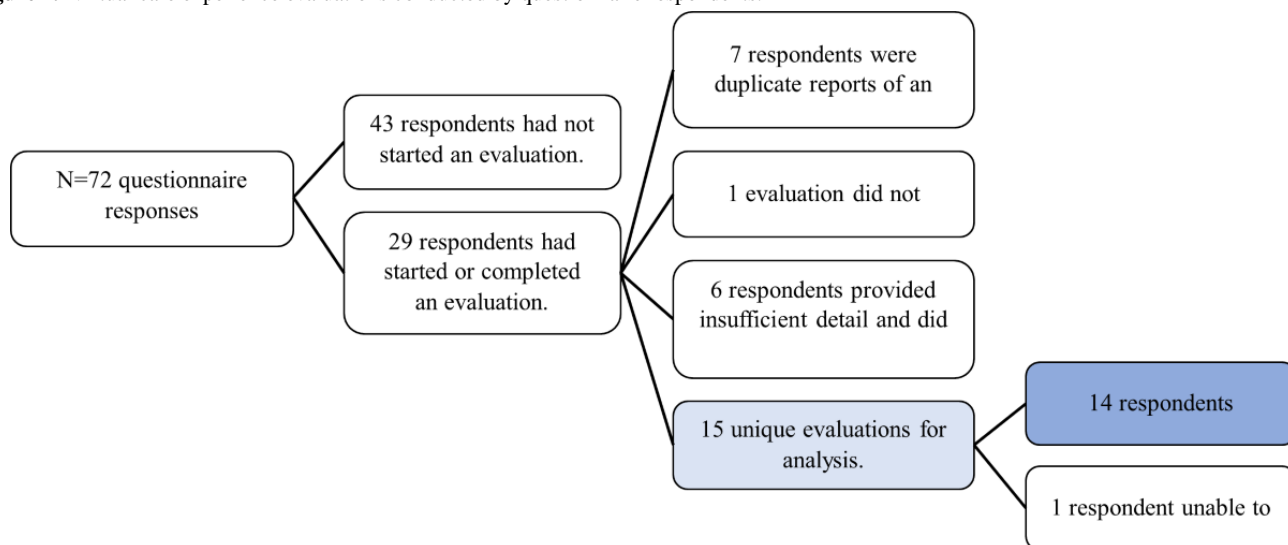 7 respondents were
duplicate reports of an
43 respondents had not
started an evaluation.
N=72 questionnaire
responses
1 evaluation did not
29 respondents had
started or completed
an evaluation.
6 respondents provided
insufficient detail and did
15 unique evaluations for
analysis.
14 respondents
1 respondent unable to